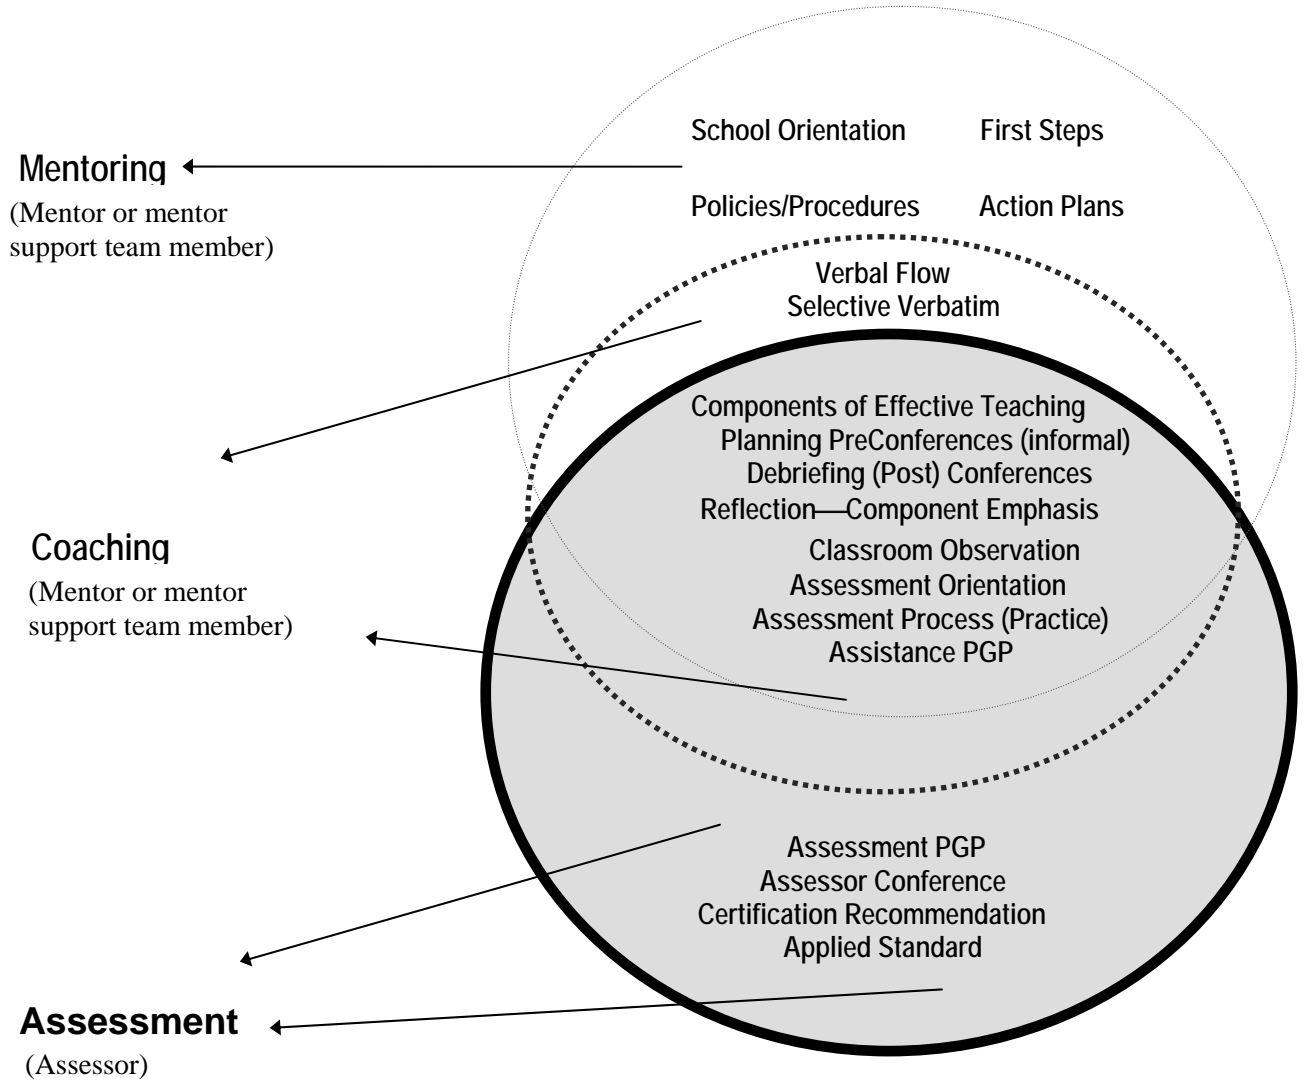 School Orientation First Steps
Mentoring
(Mentor or mentor
support team member)
Policies/Procedures Action Plans
Verbal Flow
Selective Verbatim
Components of Effective Teaching
Planning PreConferences (informal)
Debriefing (Post) Conferences
Reflection—Component Emphasis
Classroom Observation
Assessment Orientation
Assessment Process (Practice)
Assistance PGP
Coaching
(Mentor or mentor
support team member)
Assessment PGP
Assessor Conference
Certification Recommendation
Applied Standard
Assessment
(Assessor)